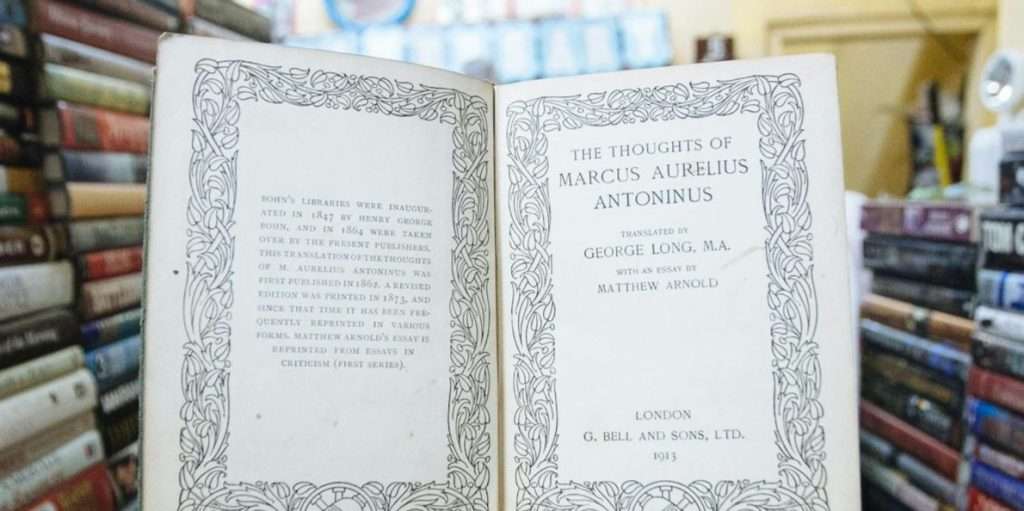 BOHN'S LIBRARIES WERE INAUGUR-
ATED IN 1847 BY HENRY GEORGE
BOHN, AND IN 1864 WERE TAKEN
OVER BY THE PRESENT PUBLISHERS.
THIS TRANSLATION OF THE THOUGHTS
OF M. AURELIUS ANTONINUS WAS
FIRST PUBLISHED IN 1862. A REVISED
EDITION WAS PRINTED IN 1873, AND
SINCE THAT TIME IT HAS BEEN FRE-
QUENTLY REPRINTED IN VARIOUS
FORMS. MATTHEW ARNOLD'S ESSAY IS
REPRINTED FROM ESSAYS IN
CRITICISM (FIRST SERIES).
THE THOUGHTS OF
MARCUS AURELIUS
ANTONINUS
TRANSLATED BY
GEORGE LONG, M.A.
WITH AN ESSAY BY
MATTHEW ARNOLD
LONDON
G. BELL AND SONS, LTD.
1913
TOM